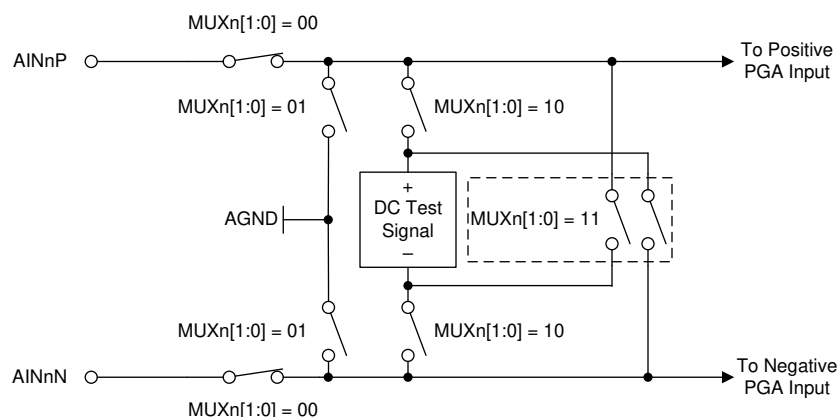 MUXn[1:0] = 00
AINnP
To Positive
PGA Input
MUXn[1:0] = 01
MUXn[1:0] = 10
+
DC Test
Signal
–
AGND
MUXn[1:0] = 11
MUXn[1:0] = 01
MUXn[1:0] = 10
AINnN
To Negative
PGA Input
MUXn[1:0] = 00